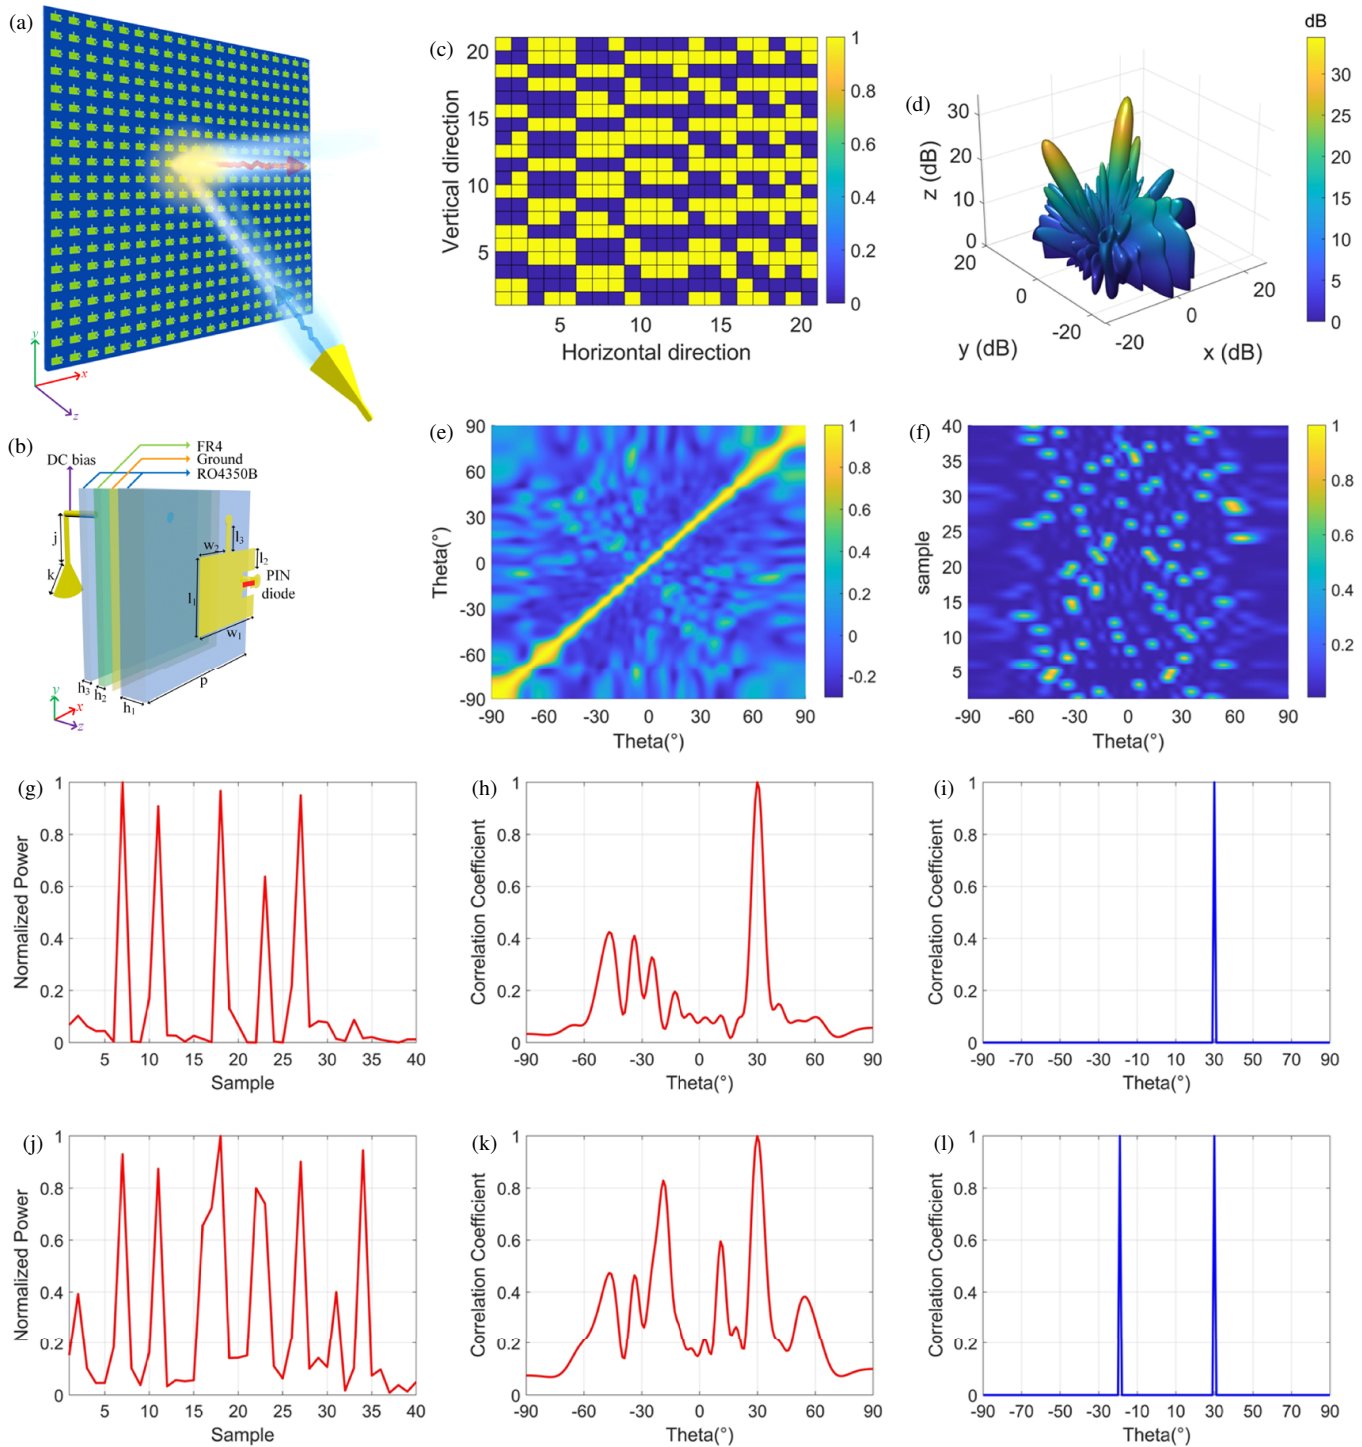 (a)
y
x
z
(b)
DC bias
FR4
Ground
RO4350B
j
k
w2
l3
l2
PIN
diode
l1
w1
p
h3
h2
h1
y
x
z
(c)
Vertical direction
20
15
10
5
5 10 15 20
Horizontal direction
1
0.8
0.6
0.4
0.2
0
(d)
z (dB)
30
20
10
0
20
0
-20
y (dB)
-20
0
20
x (dB)
dB
30
25
20
15
10
5
0
(e)
Theta(°)
90
60
30
0
-30
-60
-90
-90 -60 -30 0 30 60 90
Theta(°)
1
0.8
0.6
0.4
0.2
0
-0.2
(f)
sample
40
35
30
25
20
15
10
5
-90 -60 -30 0 30 60 90
Theta(°)
1
0.8
0.6
0.4
0.2
(g)
Normalized Power
1
0.8
0.6
0.4
0.2
0
5 10 15 20 25 30 35 40
Sample
(h)
Correlation Coefficient
1
0.8
0.6
0.4
0.2
0
-90 -60 -30 0 30 60 90
Theta(°)
(i)
Correlation Coefficient
1
0.8
0.6
0.4
0.2
0
-90 -70 -50 -30 -10 10 30 50 70 90
Theta(°)
(j)
Normalized Power
1
0.8
0.6
0.4
0.2
0
5 10 15 20 25 30 35 40
Sample
(k)
Correlation Coefficient
1
0.8
0.6
0.4
0.2
0
-90 -60 -30 0 30 60 90
Theta(°)
(l)
Correlation Coefficient
1
0.8
0.6
0.4
0.2
0
-90 -70 -50 -30 -10 10 30 50 70 90
Theta(°)